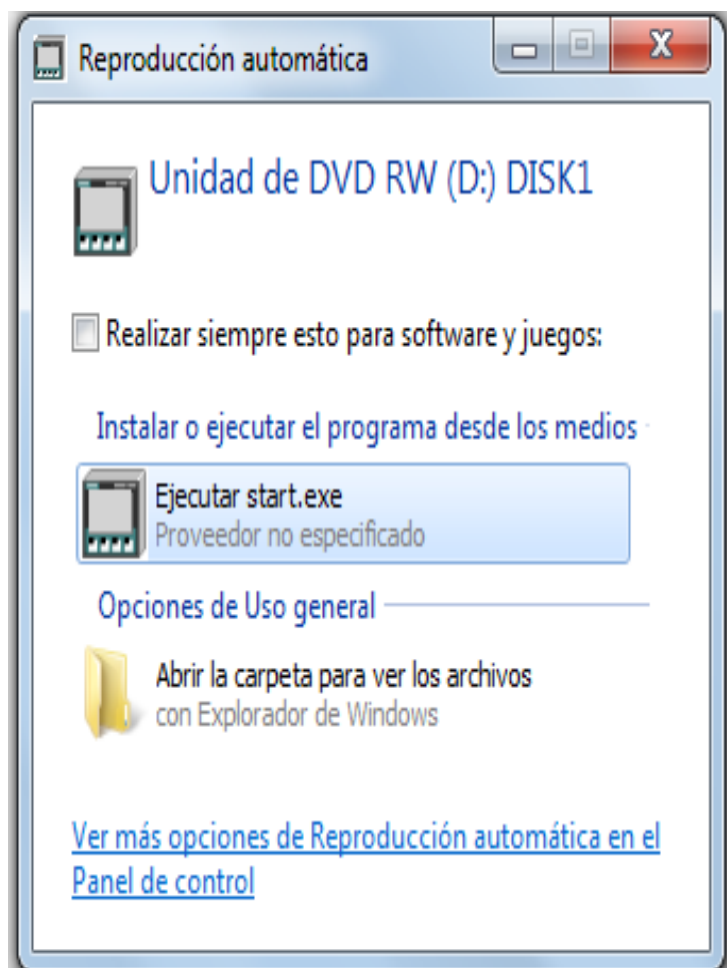 Reproducción automática
Unidad de DVD RW (D:) DISK1
Realizar siempre esto para software y juegos:
Instalar o ejecutar el programa desde los medios
Ejecutar start.exe
Proveedor no especificado
Opciones de Uso general
Abrir la carpeta para ver los archivos
con Explorador de Windows
Ver más opciones de Reproducción automática en el
Panel de control